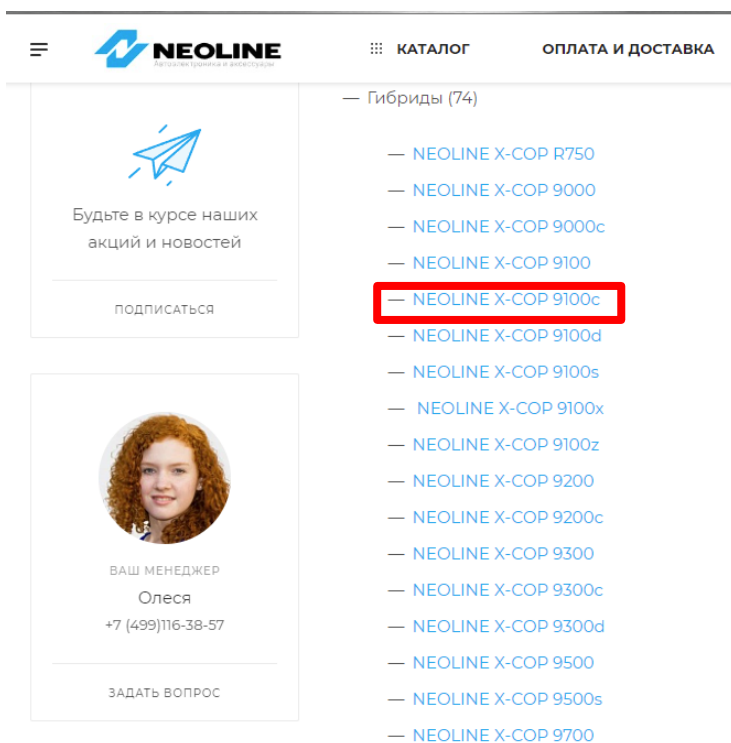 NEOLINE
Автоэлектроника и аксессуары
КАТАЛОГ
ОПЛАТА И ДОСТАВКА
Будьте в курсе наших
акций и новостей
ПОДПИСАТЬСЯ
ВАШ МЕНЕДЖЕР
Олеся
+7 (499)116-38-57
ЗАДАТЬ ВОПРОС
— Гибриды (74)
— NEOLINE X-COP R750
— NEOLINE X-COP 9000
— NEOLINE X-COP 9000c
— NEOLINE X-COP 9100
— NEOLINE X-COP 9100c
— NEOLINE X-COP 9100d
— NEOLINE X-COP 9100s
— NEOLINE X-COP 9100x
— NEOLINE X-COP 9100z
— NEOLINE X-COP 9200
— NEOLINE X-COP 9200c
— NEOLINE X-COP 9300
— NEOLINE X-COP 9300c
— NEOLINE X-COP 9300d
— NEOLINE X-COP 9500
— NEOLINE X-COP 9500s
— NEOLINE X-COP 9700